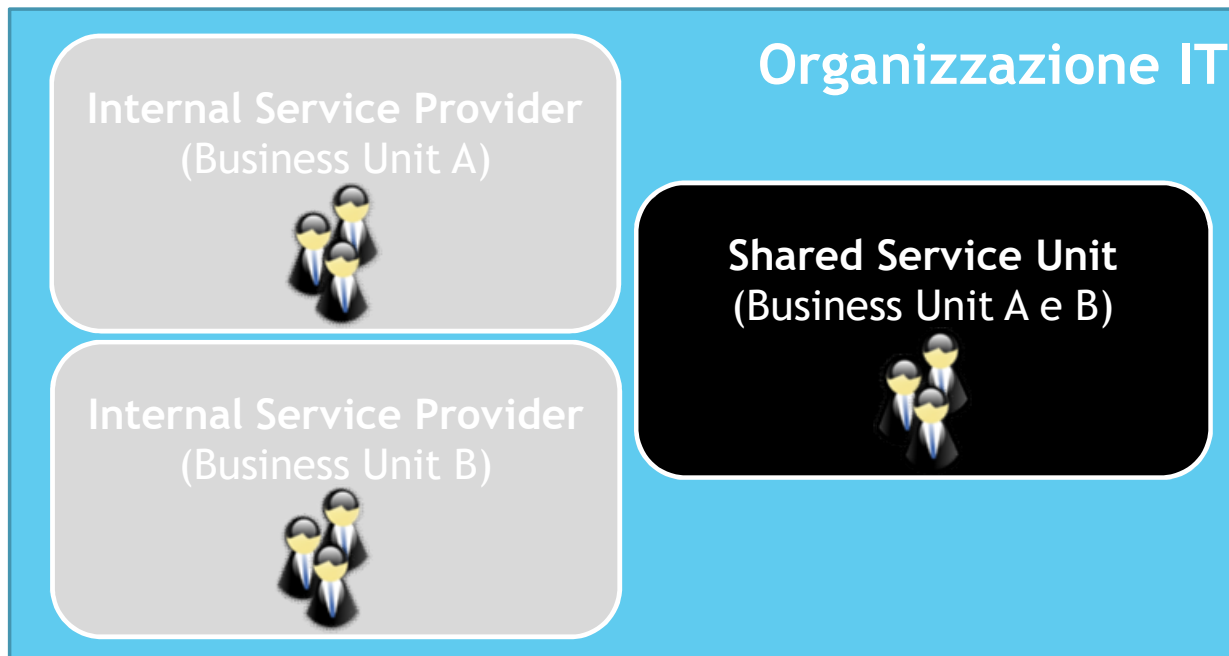 Organizzazione IT
Internal Service Provider
(Business Unit A)
Shared Service Unit
(Business Unit A e B)
Internal Service Provider
(Business Unit B)